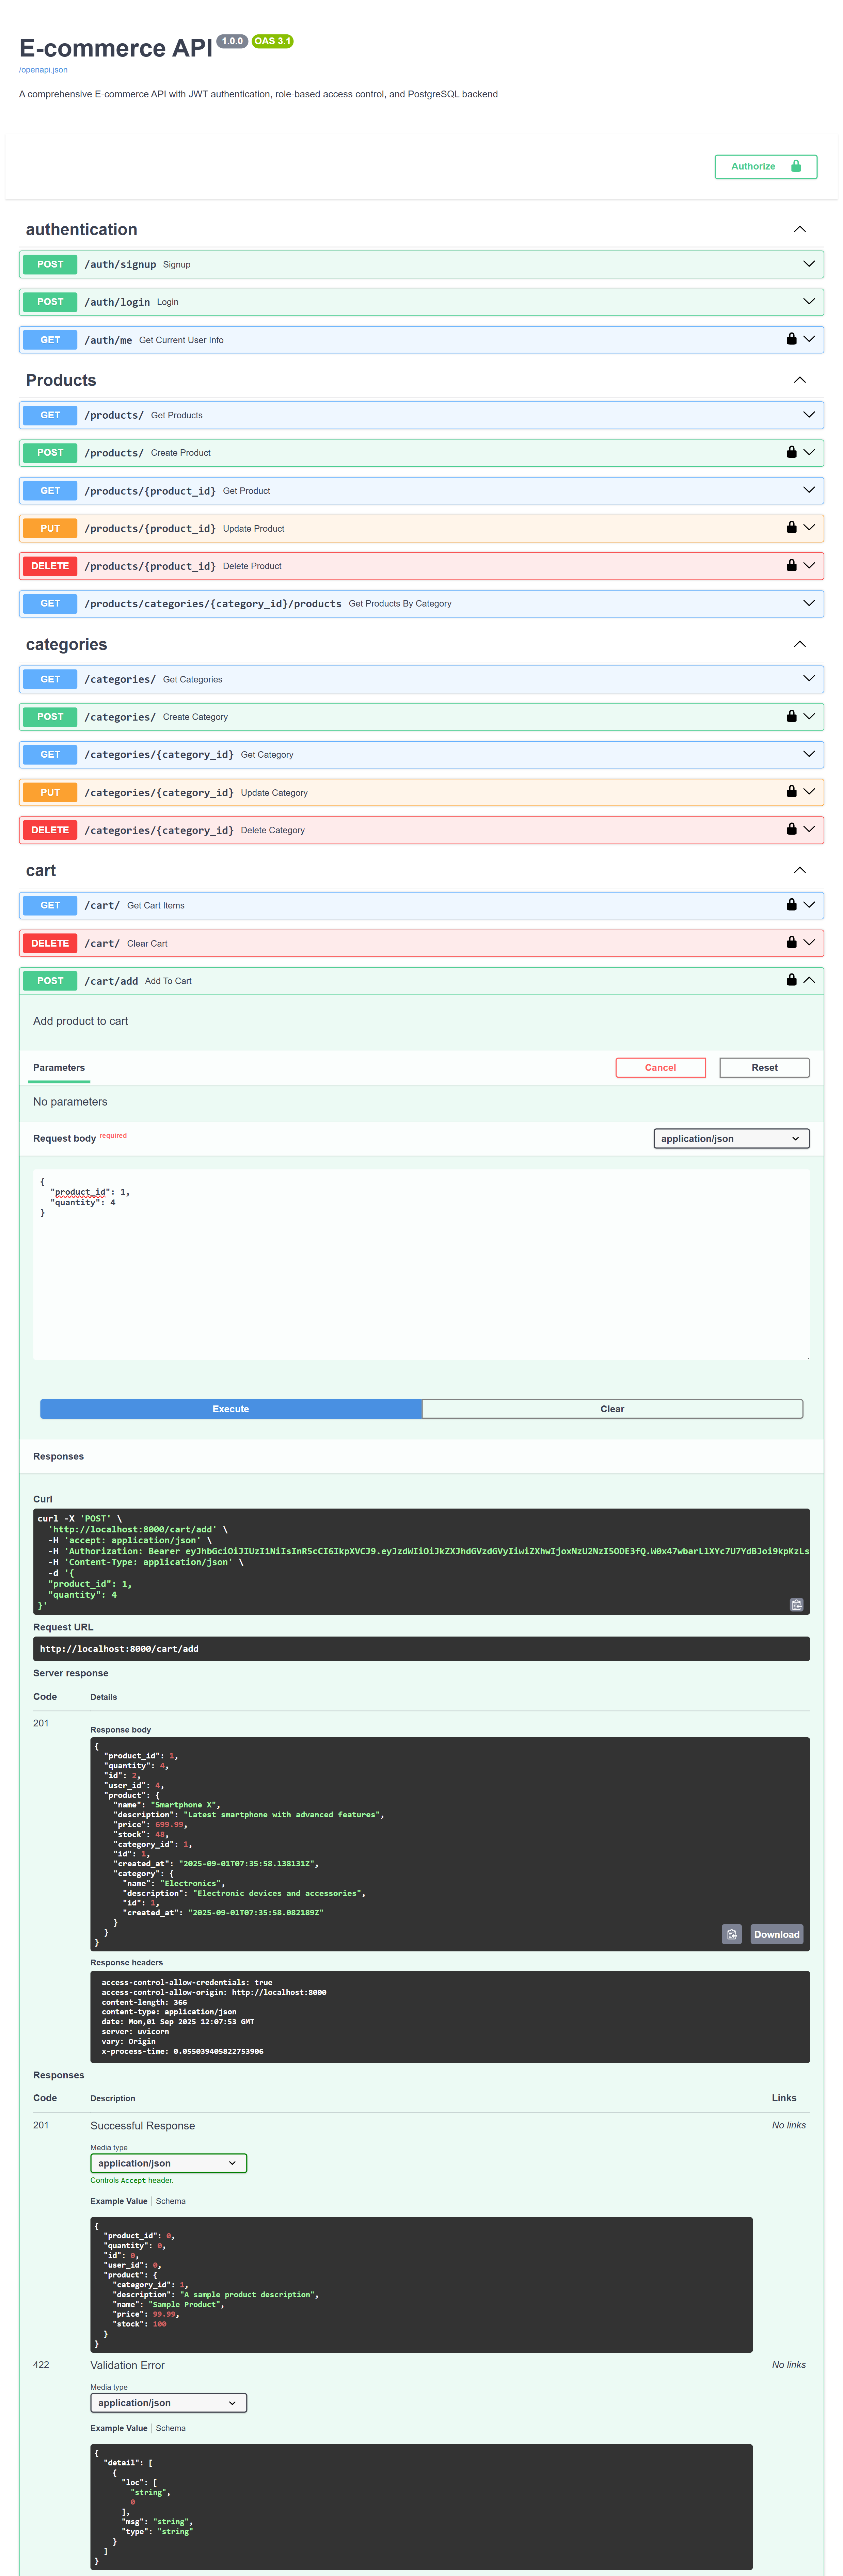 E-commerce API 1.0.0 OAS 3.1
/openapi.json
A comprehensive E-commerce API with JWT authentication, role-based access control, and PostgreSQL backend
Authorize
authentication
POST /auth/signup Signup
POST /auth/login Login
GET /auth/me Get Current User Info
Products
GET /products/ Get Products
POST /products/ Create Product
GET /products/{product_id} Get Product
PUT /products/{product_id} Update Product
DELETE /products/{product_id} Delete Product
GET /products/categories/{category_id}/products Get Products By Category
categories
GET /categories/ Get Categories
POST /categories/ Create Category
GET /categories/{category_id} Get Category
PUT /categories/{category_id} Update Category
DELETE /categories/{category_id} Delete Category
cart
GET /cart/ Get Cart Items
DELETE /cart/ Clear Cart
POST /cart/add Add To Cart
Add product to cart
Parameters Cancel Reset
No parameters
Request body required application/json
{
"product_id": 1,
"quantity": 4
}
Execute Clear
Responses
Curl
curl -X 'POST' \
'http://localhost:8000/cart/add' \
-H 'accept: application/json' \
-H 'Authorization: Bearer
-H 'Content-Type: application/json' \
-d '{
"product_id": 1,
"quantity": 4
}'
Request URL
http://localhost:8000/cart/add
Server response
Code Details
201
Response body
{
"product_id": 1,
"quantity": 4,
"id": 2,
"user_id": 4,
"product": {
"name": "Smartphone X",
"description": "Latest smartphone with advanced features",
"price": 699.99,
"stock": 48,
"category_id": 1,
"id": 1,
"created_at": "2025-09-01T07:35:58.138131Z",
"category": {
"name": "Electronics",
"description": "Electronic devices and accessories",
"id": 1,
"created_at": "2025-09-01T07:35:58.082189Z"
}
}
}
Download
Response headers
access-control-allow-credentials: true
access-control-allow-origin: http://localhost:8000
content-length: 366
content-type: application/json
date: Mon,01 Sep 2025 12:07:53 GMT
server: uvicorn
vary: Origin
x-process-time: 0.055039405822753906
Responses
Code Description Links
201 Successful Response No links
Media type
application/json
Controls Accept header.
Example Value Schema
{
"product_id": 0,
"quantity": 0,
"id": 0,
"user_id": 0,
"product": {
"category_id": 1,
"description": "A sample product description",
"name": "Sample Product",
"price": 99.99,
"stock": 100
}
}
422 Validation Error No links
Media type
application/json
Example Value Schema
{
"detail": [
{
"loc": [
"string",
0
],
"msg": "string",
"type": "string"
}
]
}